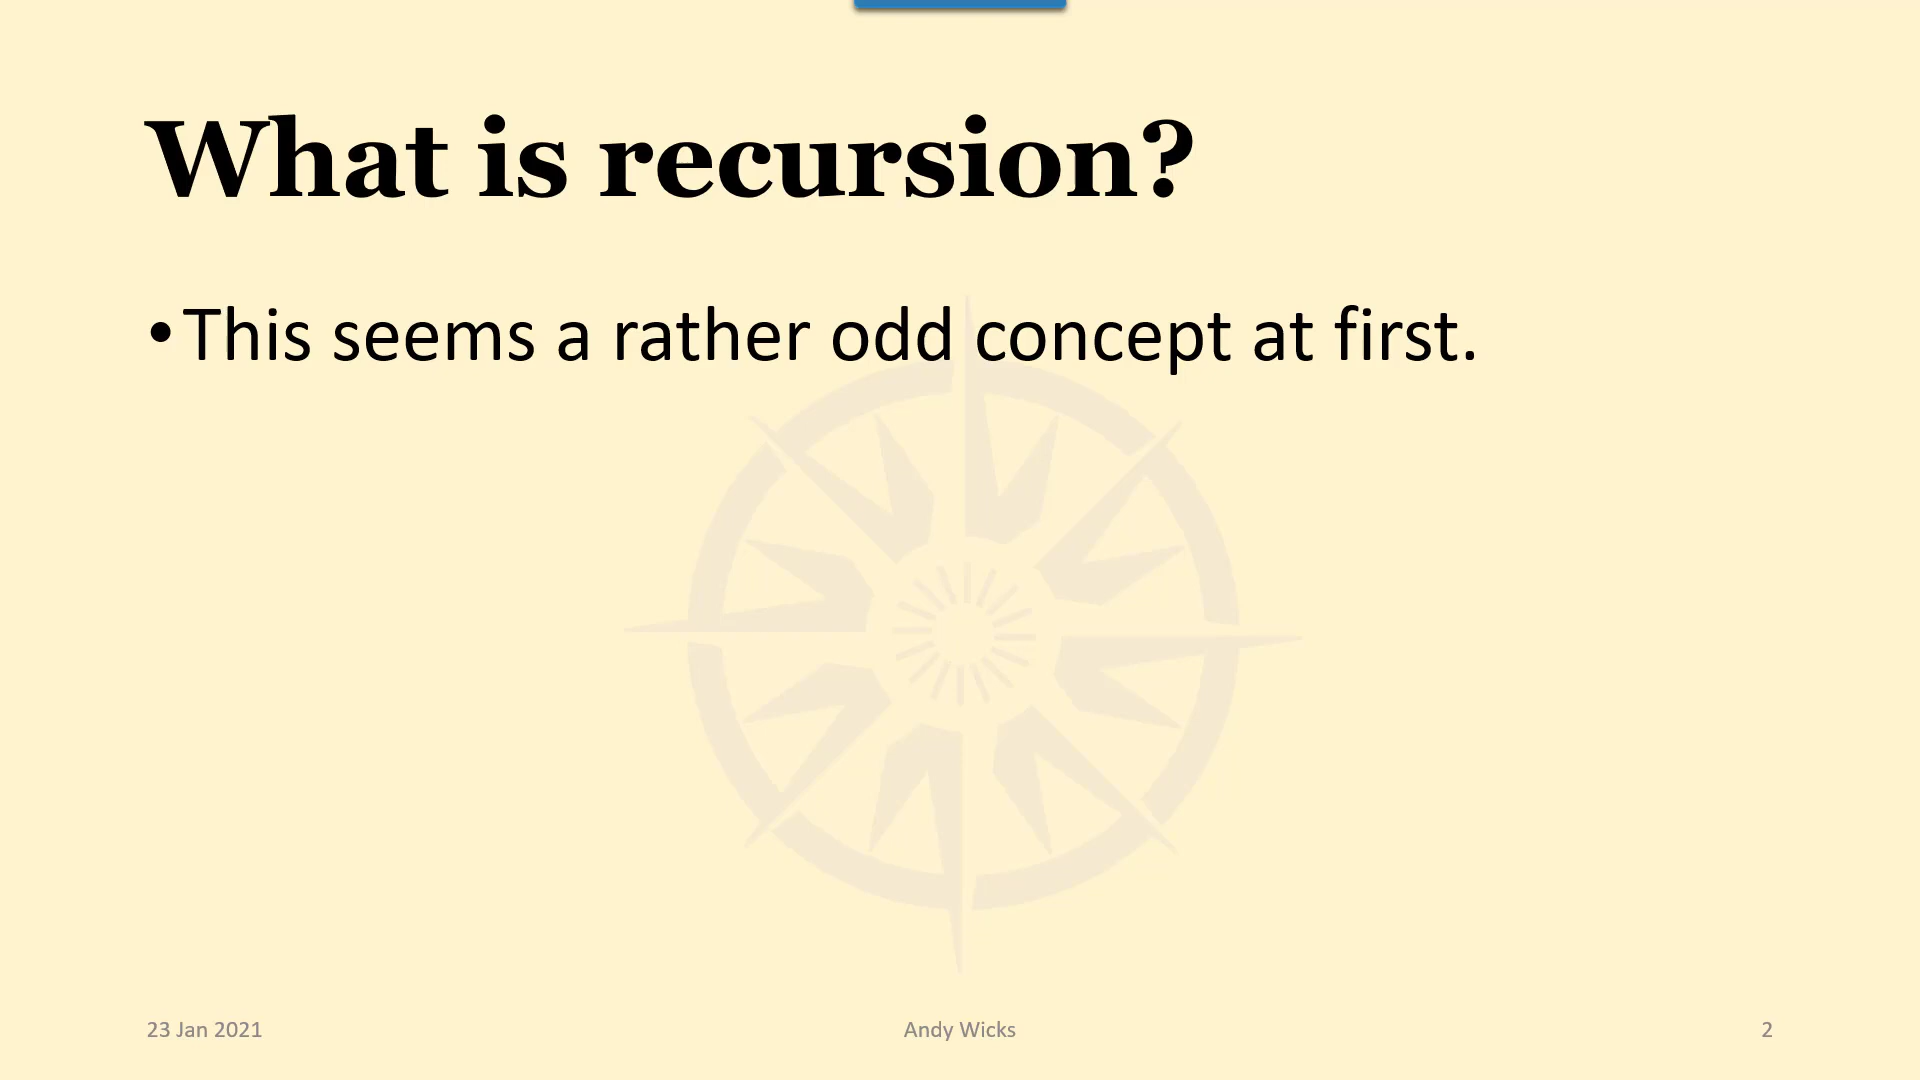 What is recursion?
•This seems a rather odd concept at first.
23 Jan 2021
Andy Wicks
2